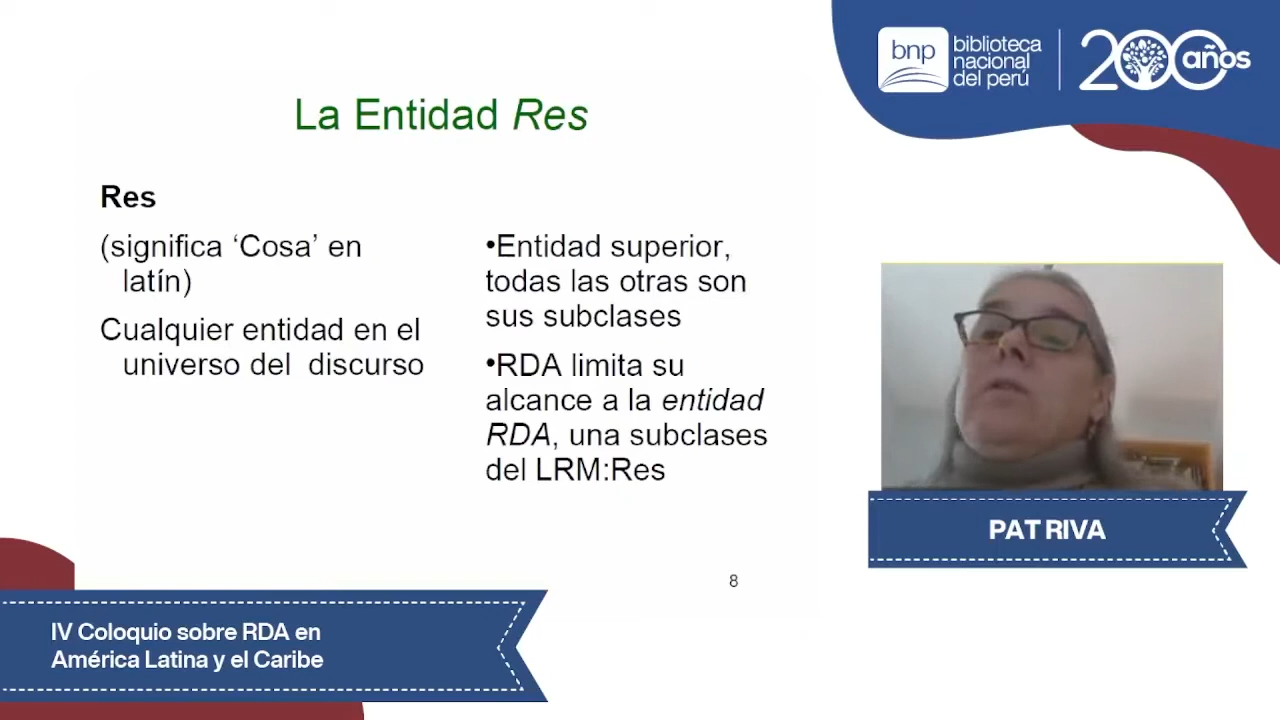 bnp
biblioteca
nacional
del perú
200 años
La Entidad Res
Res
(significa ‘Cosa’ en
latín)
Cualquier entidad en el
universo del discurso
•Entidad superior,
todas las otras son
sus subclases
•RDA limita su
alcance a la entidad
RDA, una subclases
del LRM:Res
8
PAT RIVA
IV Coloquio sobre RDA en
América Latina y el Caribe